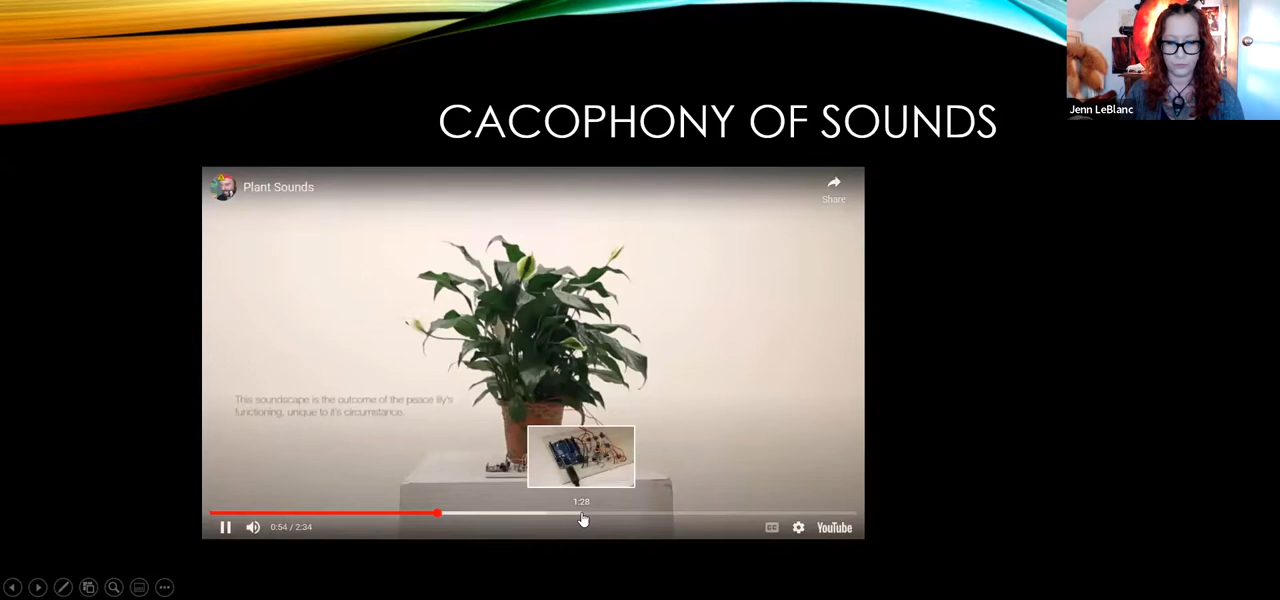 Jenn LeBlanc
CACOPHONY OF SOUNDS
Plant Sounds
Share
This soundscape is the outcome of the peace lily's
functioning, unique to it's circumstance.
1:28
0:54 / 2:34
CC
YouTube